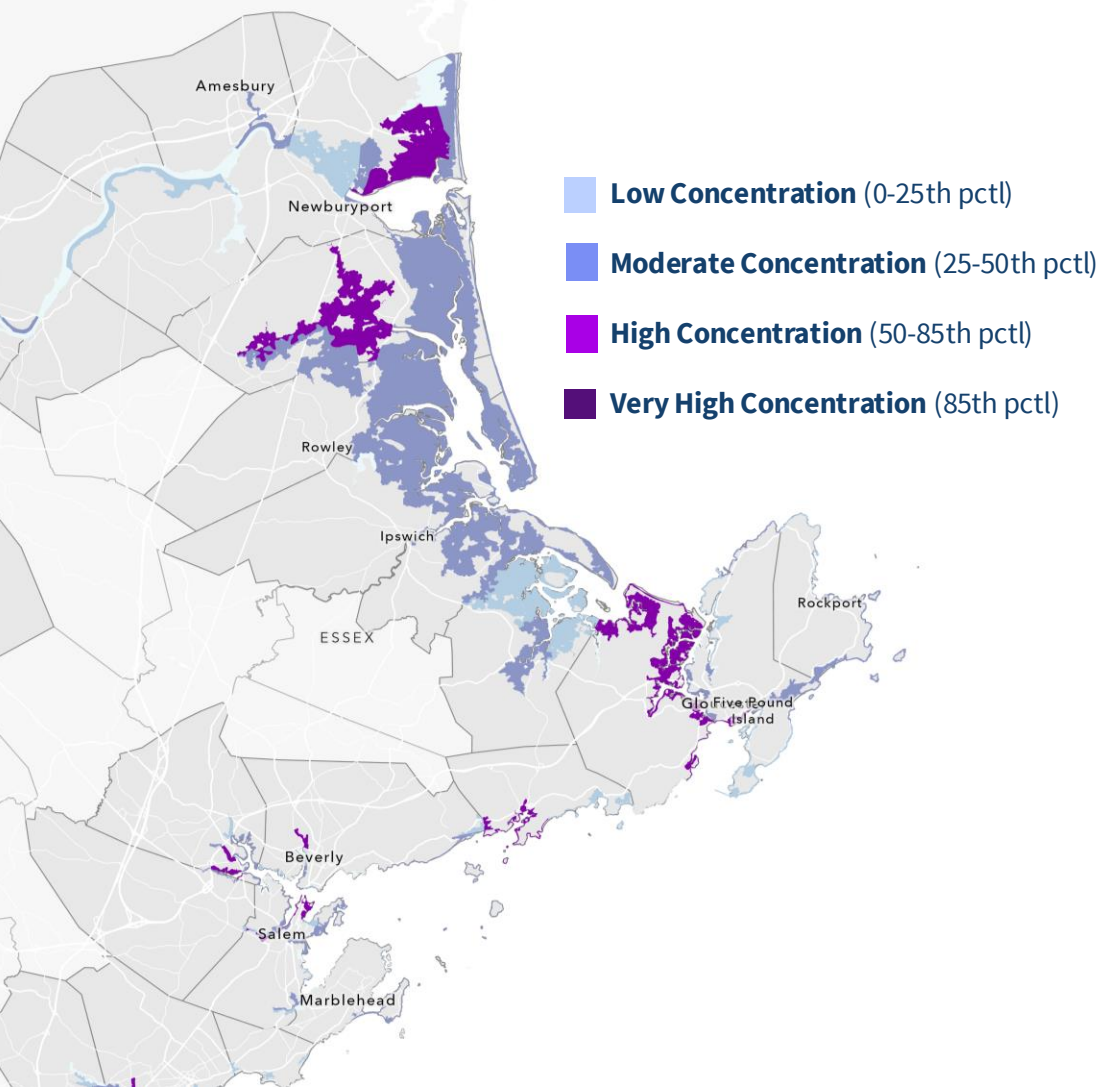 Amesbury
Newburyport
Low Concentration (0-25th pctl)
Moderate Concentration (25-50th pctl)
High Concentration (50-85th pctl)
Very High Concentration (85th pctl)
Rowley
Ipswich
Rockport
ESSEX
Five Pound
Island
Beverly
Salem
Marblehead